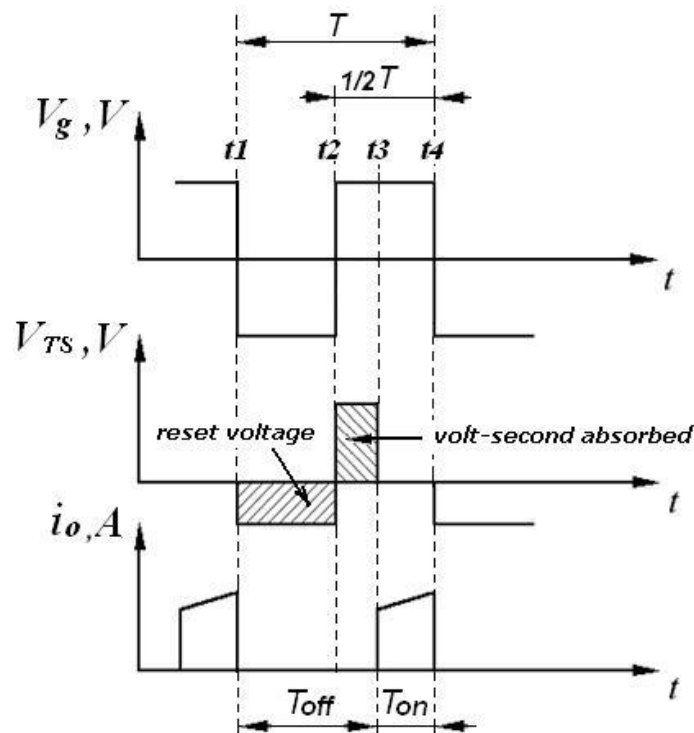 T
1/2T
Vg,V
t1 t2 t3 t4
t
VTS,V
reset voltage
volt-second absorbed
t
io,A
t
Toff Ton